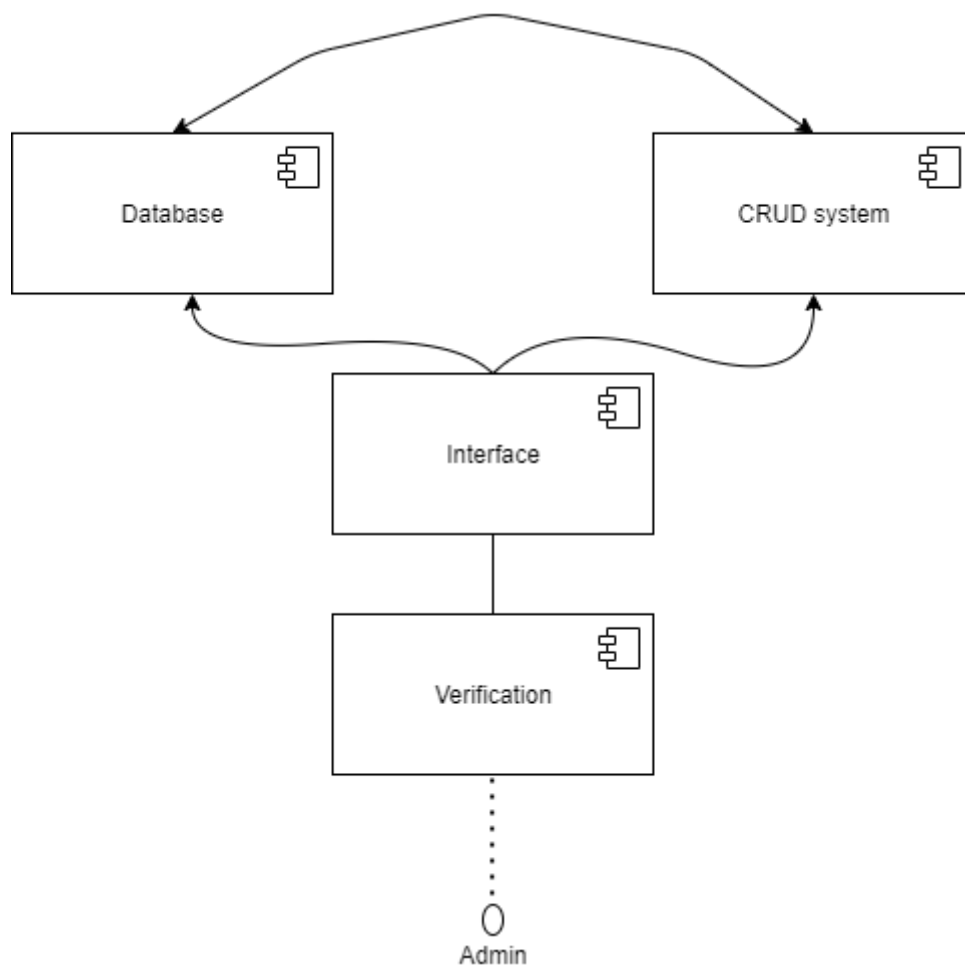 Database
CRUD system
Interface
Verification
Admin